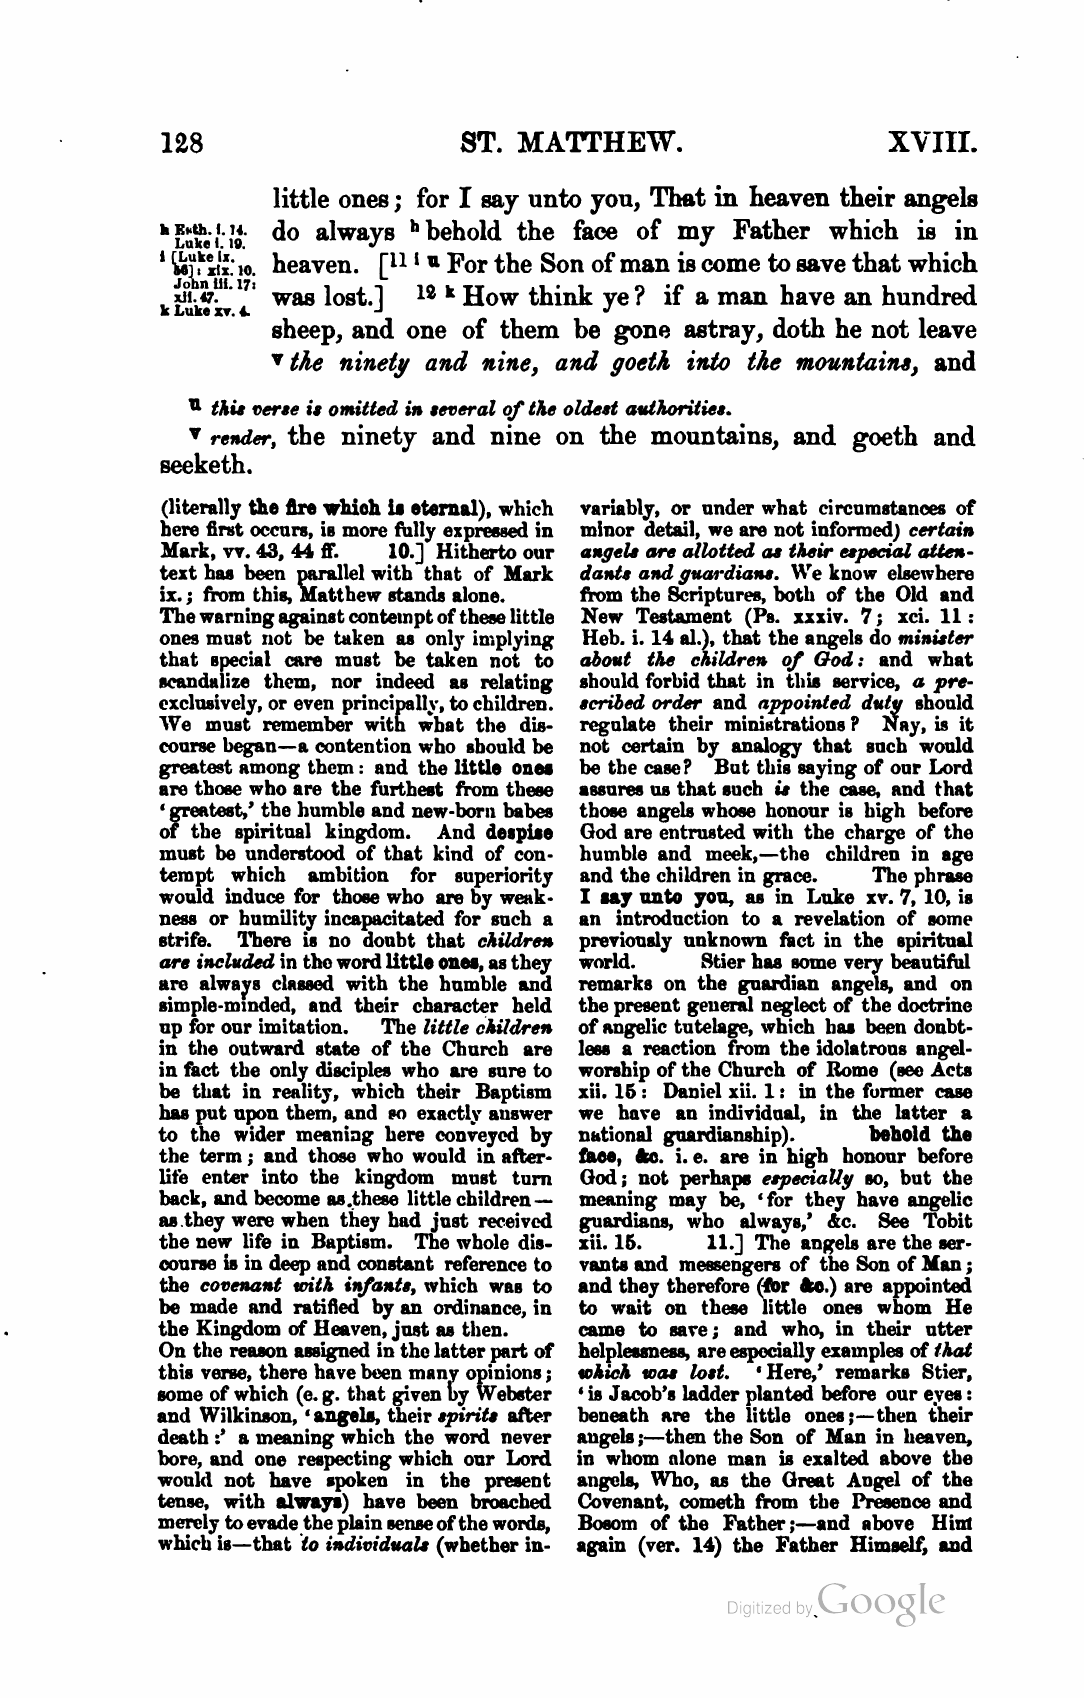 128 ST. MATTHEW. XVIII.
little ones; for I say unto you, That in heaven their angels
do always h behold the face of my Father which is in
heaven. [11 i u For the Son of man is come to save that which
was lost.] 12 k How think ye? if a man have an hundred
sheep, and one of them be gone astray, doth he not leave
v the ninety and nine, and goeth into the mountains, and
h Esth. i. 14.
Luke i. 19.
i [Luke ix.
56]: xix. 10.
John iii. 17:
xii. 47.
k Luke xv. 4.
u this verse is omitted in several of the oldest authorities.
v render, the ninety and nine on the mountains, and goeth and
seeketh.
(literally the fire which is eternal), which
here first occurs, is more fully expressed in
Mark, vv. 43, 44 ff. 10.] Hitherto our
text has been parallel with that of Mark
ix.; from this, Matthew stands alone.
The warning against contempt of these little
ones must not be taken as only implying
that special care must be taken not to
scandalize them, nor indeed as relating
exclusively, or even principally, to children.
We must remember with what the dis-
course began—a contention who should be
greatest among them: and the little ones
are those who are the furthest from these
‘greatest,’ the humble and new-born babes
of the spiritual kingdom. And despise
must be understood of that kind of con-
tempt which ambition for superiority
would induce for those who are by weak-
ness or humility incapacitated for such a
strife. There is no doubt that children
are included in the word little ones, as they
are always classed with the humble and
simple-minded, and their character held
up for our imitation. The little children
in the outward state of the Church are
in fact the only disciples who are sure to
be that in reality, which their Baptism
has put upon them, and so exactly answer
to the wider meaning here conveyed by
the term; and those who would in after-
life enter into the kingdom must turn
back, and become as these little children—
as they were when they had just received
the new life in Baptism. The whole dis-
course is in deep and constant reference to
the covenant with infants, which was to
be made and ratified by an ordinance, in
the Kingdom of Heaven, just as then.
On the reason assigned in the latter part of
this verse, there have been many opinions;
some of which (e. g. that given by Webster
and Wilkinson, ‘angels, their spirits after
death:’ a meaning which the word never
bore, and one respecting which our Lord
would not have spoken in the present
tense, with always) have been broached
merely to evade the plain sense of the words,
which is—that to individuals (whether in-
variably, or under what circumstances of
minor detail, we are not informed) certain
angels are allotted as their especial atten-
dants and guardians. We know elsewhere
from the Scriptures, both of the Old and
New Testament (Ps. xxxiv. 7; xci. 11:
Heb. i. 14 al.), that the angels do minister
about the children of God: and what
should forbid that in this service, a pre-
scribed order and appointed duty should
regulate their ministrations? Nay, is it
not certain by analogy that such would
be the case? But this saying of our Lord
assures us that such is the case, and that
those angels whose honour is high before
God are entrusted with the charge of the
humble and meek,—the children in age
and the children in grace. The phrase
I say unto you, as in Luke xv. 7, 10, is
an introduction to a revelation of some
previously unknown fact in the spiritual
world. Stier has some very beautiful
remarks on the guardian angels, and on
the present general neglect of the doctrine
of angelic tutelage, which has been doubt-
less a reaction from the idolatrous angel-
worship of the Church of Rome (see Acts
xii. 15: Daniel xii. 1: in the former case
we have an individual, in the latter a
national guardianship). behold the
face, &c. i. e. are in high honour before
God; not perhaps especially so, but the
meaning may be, ‘for they have angelic
guardians, who always,’ &c. See Tobit
xii. 15. 11.] The angels are the ser-
vants and messengers of the Son of Man;
and they therefore (for &c.) are appointed
to wait on these little ones whom He
came to save; and who, in their utter
helplessness, are especially examples of that
which was lost. ‘Here,’ remarks Stier,
‘is Jacob's ladder planted before our eyes:
beneath are the little ones;—then their
angels;—then the Son of Man in heaven,
in whom alone man is exalted above the
angels, Who, as the Great Angel of the
Covenant, cometh from the Presence and
Bosom of the Father;—and above Him
again (ver. 14) the Father Himself, and
Digitized by Google